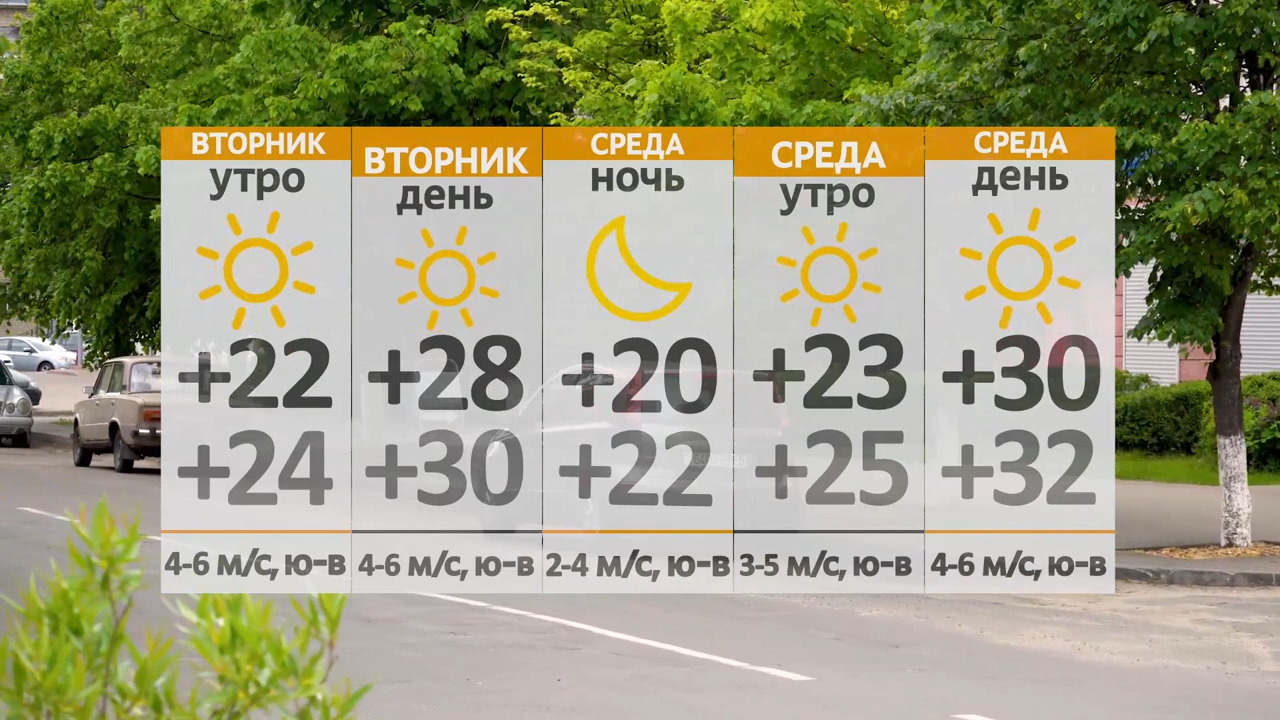 ВТОРНИК
утро
+22
+24
4-6 м/с, ю-в
ВТОРНИК
день
+28
+30
4-6 м/с, ю-в
СРЕДА
ночь
+20
+22
2-4 м/с, ю-в
СРЕДА
утро
+23
+25
3-5 м/с, ю-в
СРЕДА
день
+30
+32
4-6 м/с, ю-в